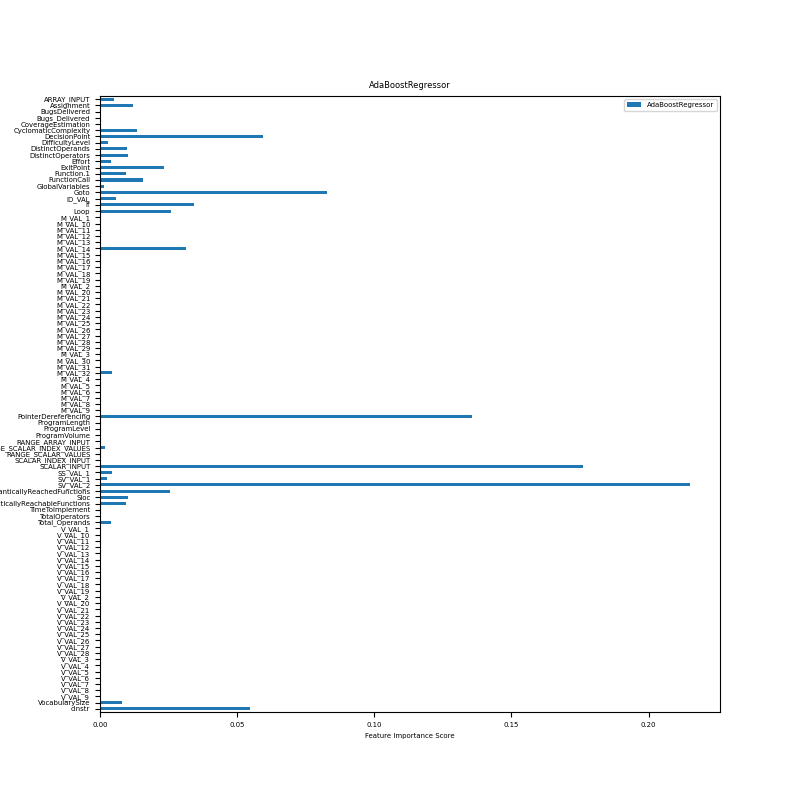 AdaBoostRegressor
AdaBoostRegressor
ARRAY_INPUT
Assignment
BugsDelivered
Bugs_Delivered
CoverageEstimation
CyclomaticComplexity
DecisionPoint
DifficultyLevel
DistinctOperands
DistinctOperators
Effort
ExitPoint
Function.1
FunctionCall
GlobalVariables
Goto
ID_VAL
If
Loop
M_VAL_1
M_VAL_10
M_VAL_11
M_VAL_12
M_VAL_13
M_VAL_14
M_VAL_15
M_VAL_16
M_VAL_17
M_VAL_18
M_VAL_19
M_VAL_2
M_VAL_20
M_VAL_21
M_VAL_22
M_VAL_23
M_VAL_24
M_VAL_25
M_VAL_26
M_VAL_27
M_VAL_28
M_VAL_29
M_VAL_3
M_VAL_30
M_VAL_31
M_VAL_32
M_VAL_4
M_VAL_5
M_VAL_6
M_VAL_7
M_VAL_8
M_VAL_9
PointerDereferencing
ProgramLength
ProgramLevel
ProgramVolume
RANGE_ARRAY_INPUT
E_SCALAR_INDEX_VALUES
RANGE_SCALAR_VALUES
SCALAR_INDEX_INPUT
SCALAR_INPUT
SS_VAL_1
SV_VAL_1
SV_VAL_2
anticallyReachedFunctions
Sloc
ticallyReachableFunctions
TimeToImplement
TotalOperators
Total_Operands
V_VAL_1
V_VAL_10
V_VAL_11
V_VAL_12
V_VAL_13
V_VAL_14
V_VAL_15
V_VAL_16
V_VAL_17
V_VAL_18
V_VAL_19
V_VAL_2
V_VAL_20
V_VAL_21
V_VAL_22
V_VAL_23
V_VAL_24
V_VAL_25
V_VAL_26
V_VAL_27
V_VAL_28
V_VAL_3
V_VAL_4
V_VAL_5
V_VAL_6
V_VAL_7
V_VAL_8
V_VAL_9
VocabularySize
cInstr
0.00 0.05 0.10 0.15 0.20
Feature Importance Score